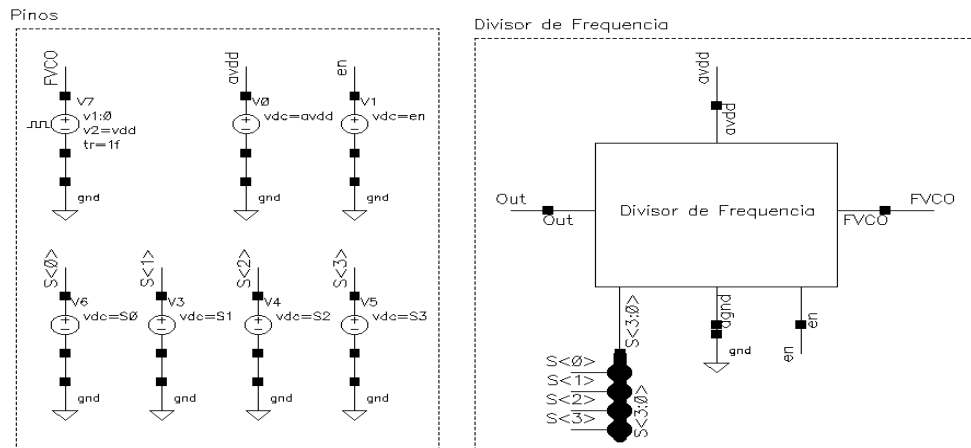 Pinos
FVCO
V7
v1:0
v2=vdd
tr=1f
gnd
avdd
V0
vdc=avdd
gnd
en
V1
vdc=en
gnd
S<0>
V6
vdc=S0
gnd
S<1>
V3
vdc=S1
gnd
S<2>
V4
vdc=S2
gnd
S<3>
V5
vdc=S3
gnd
Divisor de Frequencia
avdd
avdd
Out
Out
Divisor de Frequencia
FVCO
FVCO
S<3:0>
agnd
gnd
en
en
S<0>
S<1>
S<2>
S<3>
S<3:0>